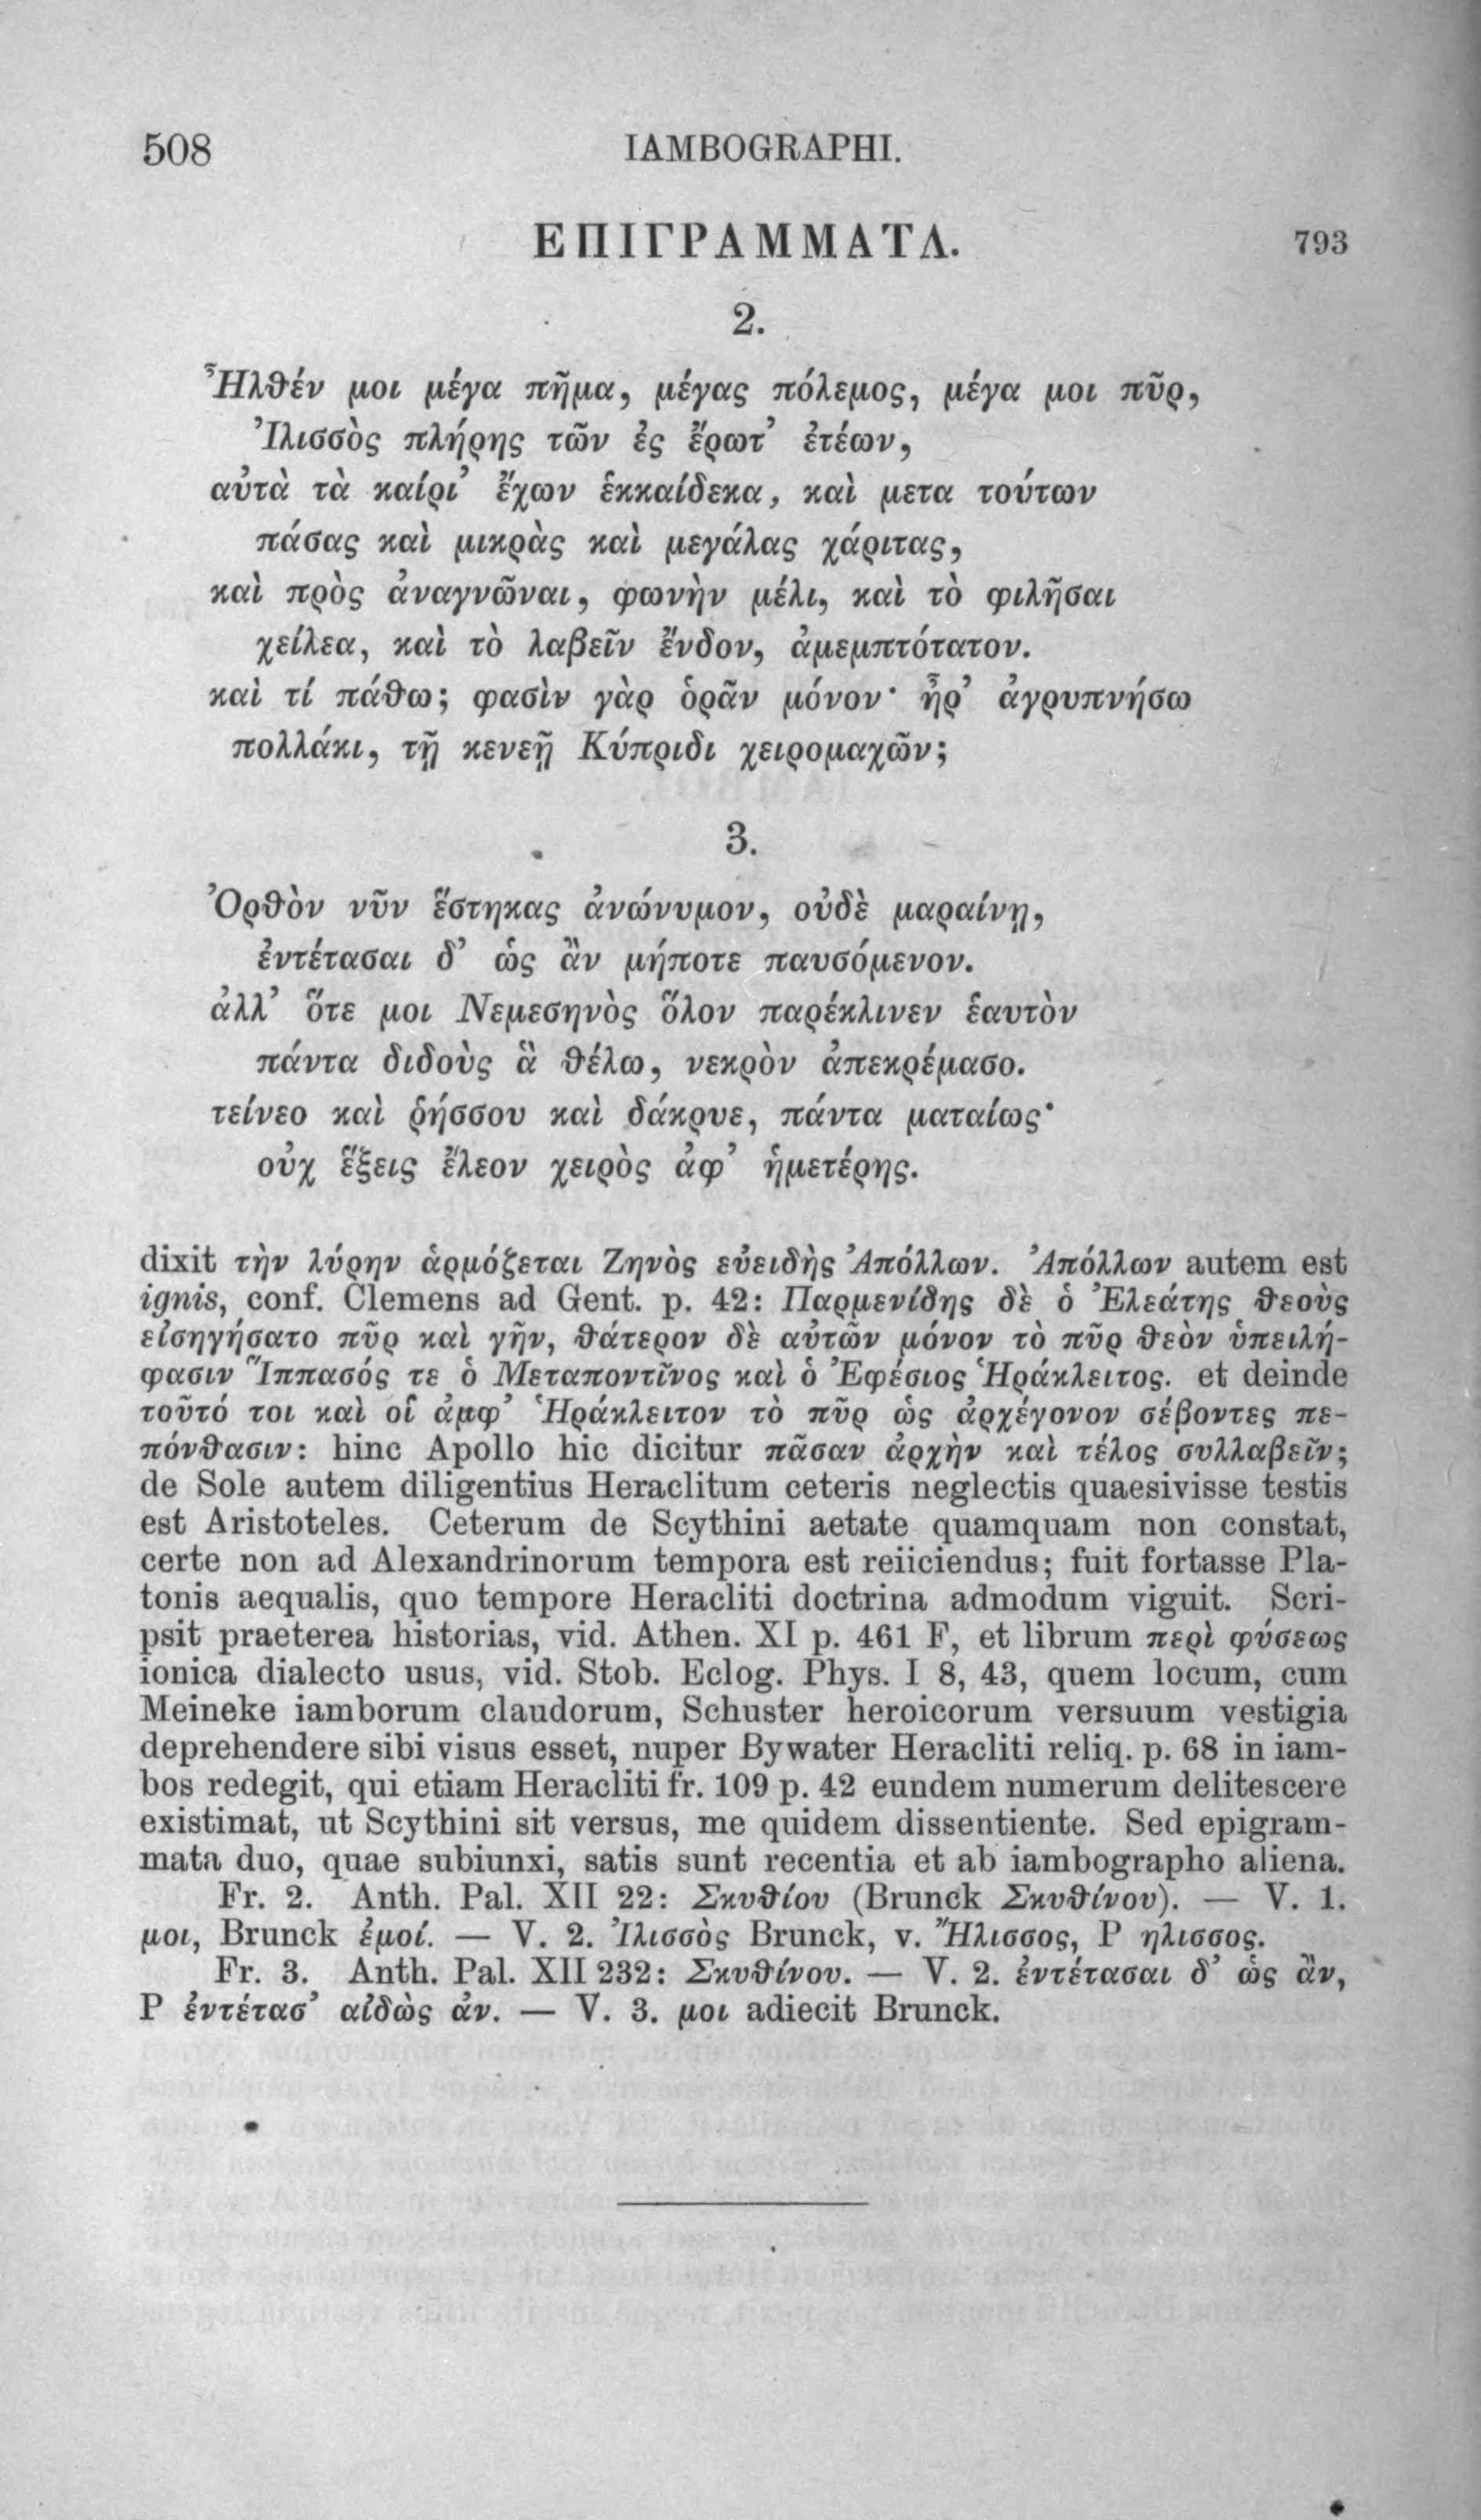 508 IAMBOGRAPHI.
ΕΠΙΓΡΑΜΜΑΤΑ. 793
2.
Ἦλθέν μοι μέγα πῆμα, μέγας πόλεμος, μέγα μοι πῦρ,
Ἰλισσὸς πλήρης τῶν ἐς ἔρωτ’ ἐτέων,
αὐτὰ τὰ καίρι’ ἔχων ἑκκαίδεκα, καὶ μετα τούτων
πάσας καὶ μικρὰς καὶ μεγάλας χάριτας,
καὶ πρὸς ἀναγνῶναι, φωνὴν μέλι, καὶ τὸ φιλῆσαι
χείλεα, καὶ τὸ λαβεῖν ἔνδον, ἀμεμπτότατον.
καὶ τί πάθω; φασὶν γὰρ ὁρᾶν μόνον· ἦρ’ ἀγρυπνήσω
πολλάκι, τῇ κενεῇ Κύπριδι χειρομαχῶν;
3.
Ὀρθὸν νῦν ἕστηκας ἀνώνυμον, οὐδὲ μαραίνῃ,
ἐντέτασαι δ’ ὡς ἂν μήποτε παυσόμενον.
ἀλλ’ ὅτε μοι Νεμεσηνὸς ὅλον παρέκλινεν ἑαυτὸν
πάντα διδοὺς ἃ θέλω, νεκρὸν ἀπεκρέμασο.
τείνεο καὶ ῥήσσου καὶ δάκρυε, πάντα ματαίως·
οὐχ ἕξεις ἔλεον χειρὸς ἀφ’ ἡμετέρης.
dixit τὴν λύρην ἁρμόζεται Ζηνὸς εὐειδὴς Ἀπόλλων. Ἀπόλλων autem est
ignis, conf. Clemens ad Gent. p. 42: Παρμενίδης δὲ ὁ Ἐλεάτης θεοὺς
εἰσηγήσατο πῦρ καὶ γῆν, θάτερον δὲ αὐτῶν μόνον τὸ πῦρ θεὸν ὑπειλή-
φασιν Ἵππασός τε ὁ Μεταποντῖνος καὶ ὁ Ἐφέσιος Ἡράκλειτος. et deinde
τοῦτό τοι καὶ οἳ ἀμφ’ Ἡράκλειτον τὸ πῦρ ὡς ἀρχέγονον σέβοντες πε-
πόνθασιν: hinc Apollo hic dicitur πᾶσαν ἀρχὴν καὶ τέλος συλλαβεῖν;
de Sole autem diligentius Heraclitum ceteris neglectis quaesivisse testis
est Aristoteles. Ceterum de Scythini aetate quamquam non constat,
certe non ad Alexandrinorum tempora est reiiciendus; fuit fortasse Pla-
tonis aequalis, quo tempore Heracliti doctrina admodum viguit. Scri-
psit praeterea historias, vid. Athen. XI p. 461 F, et librum περὶ φύσεως
ionica dialecto usus, vid. Stob. Eclog. Phys. I 8, 43, quem locum, cum
Meineke iamborum claudorum, Schuster heroicorum versuum vestigia
deprehendere sibi visus esset, nuper Bywater Heracliti reliq. p. 68 in iam-
bos redegit, qui etiam Heracliti fr. 109 p. 42 eundem numerum delitescere
existimat, ut Scythini sit versus, me quidem dissentiente. Sed epigram-
mata duo, quae subiunxi, satis sunt recentia et ab iambographo aliena.
Fr. 2. Anth. Pal. XII 22: Σκυθίου (Brunck Σκυθίνου). — V. 1.
μοι, Brunck ἐμοί. — V. 2. Ἰλισσὸς Brunck, v. Ἤλισσος, P ηλισσος.
Fr. 3. Anth. Pal. XII 232: Σκυθίνου. — V. 2. ἐντέτασαι δ’ ὡς ἂν,
P ἐντέτασ’ αἰδὼς ἀν. — V. 3. μοι adiecit Brunck.